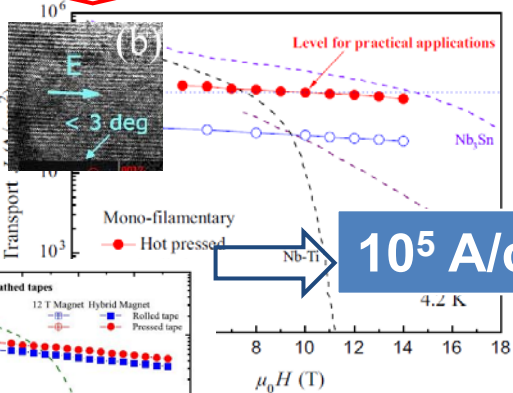 10⁶
(b)
E
< 3 deg
Level for practical applications
Nb₃Sn
Transport
10
Mono-filamentary
Hot pressed
10³
Nb-Ti
10⁵ A/c
4.2 K
athed tapes
12 T Magnet Hybrid Magnet
Rolled tape
Pressed tape
8 10 12 14 16 18
μ₀H (T)